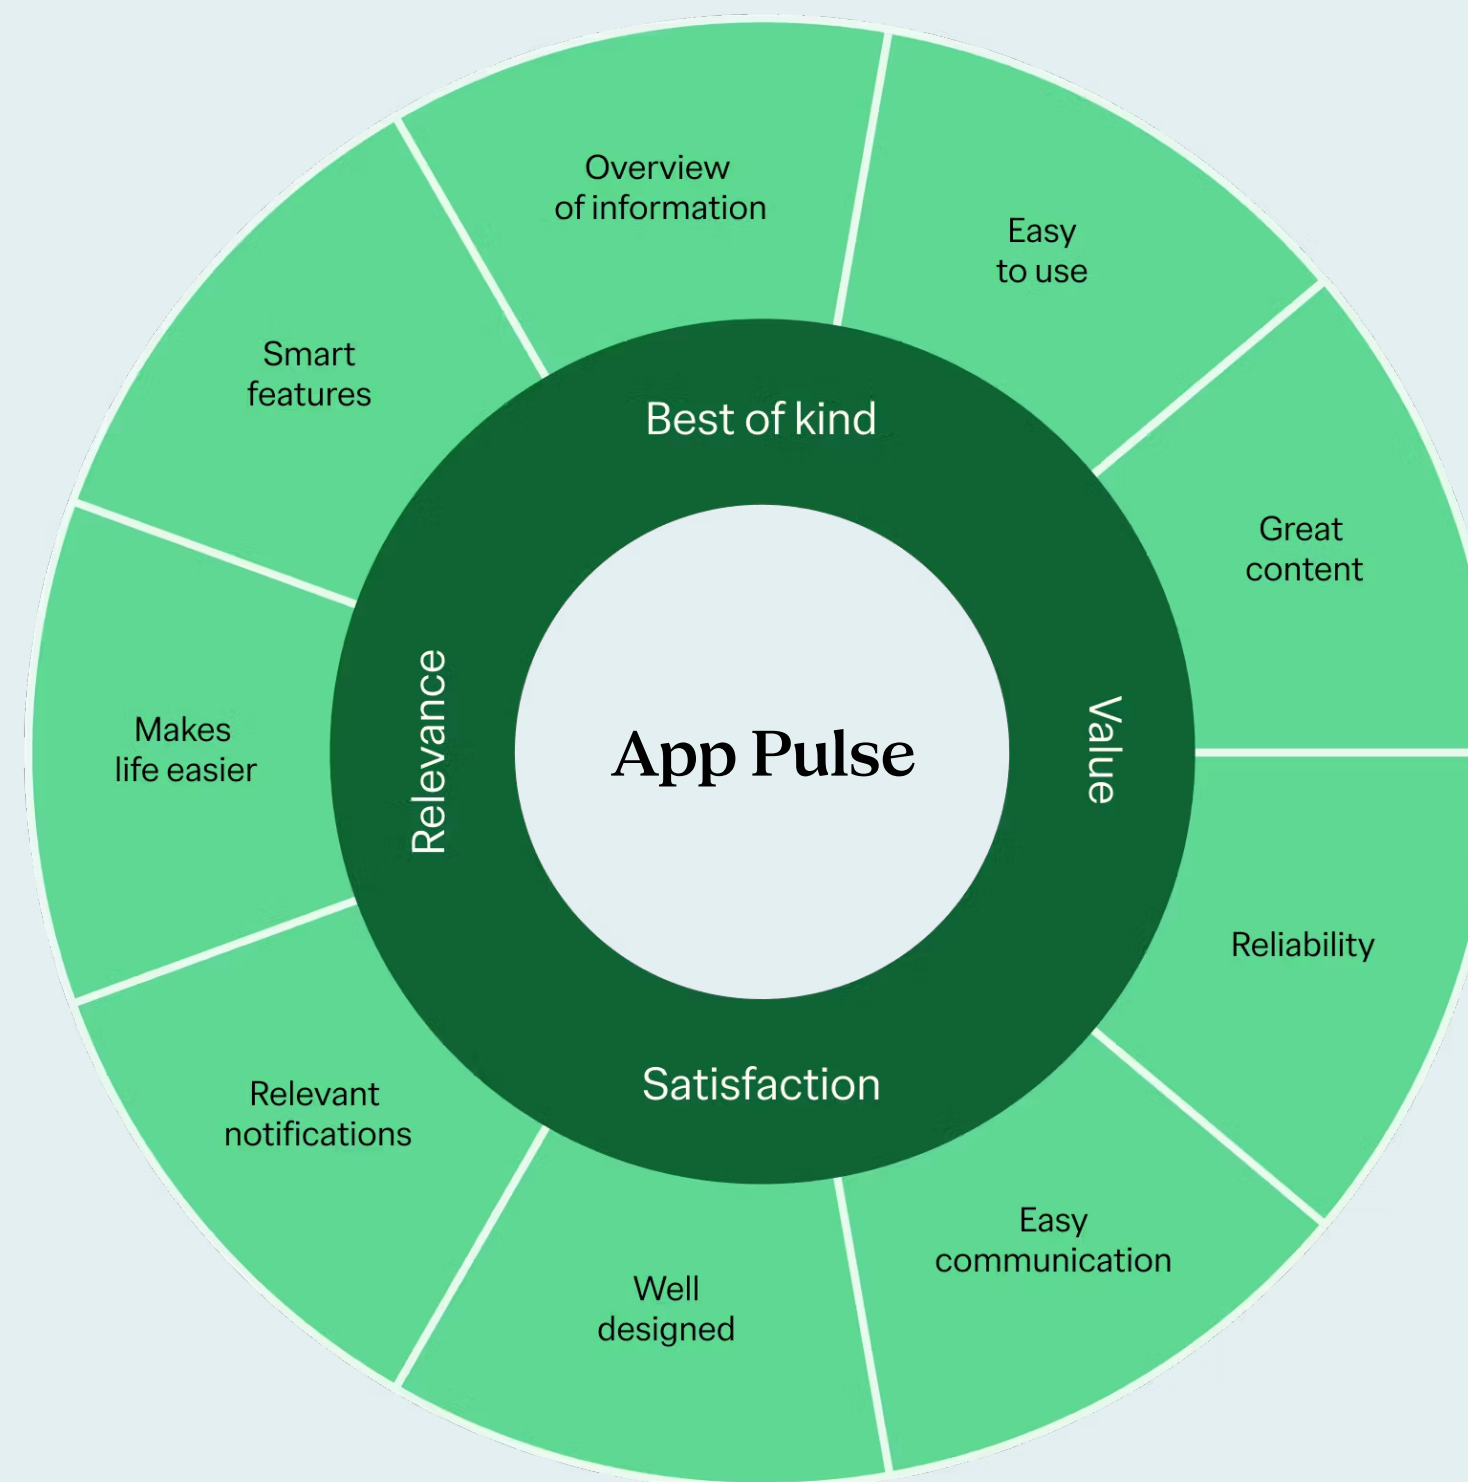 Overview
of information
Easy
to use
Great
content
Reliability
Easy
communication
Well
designed
Relevant
notifications
Makes
life easier
Smart
features
Best of kind
Value
Satisfaction
Relevance
App Pulse